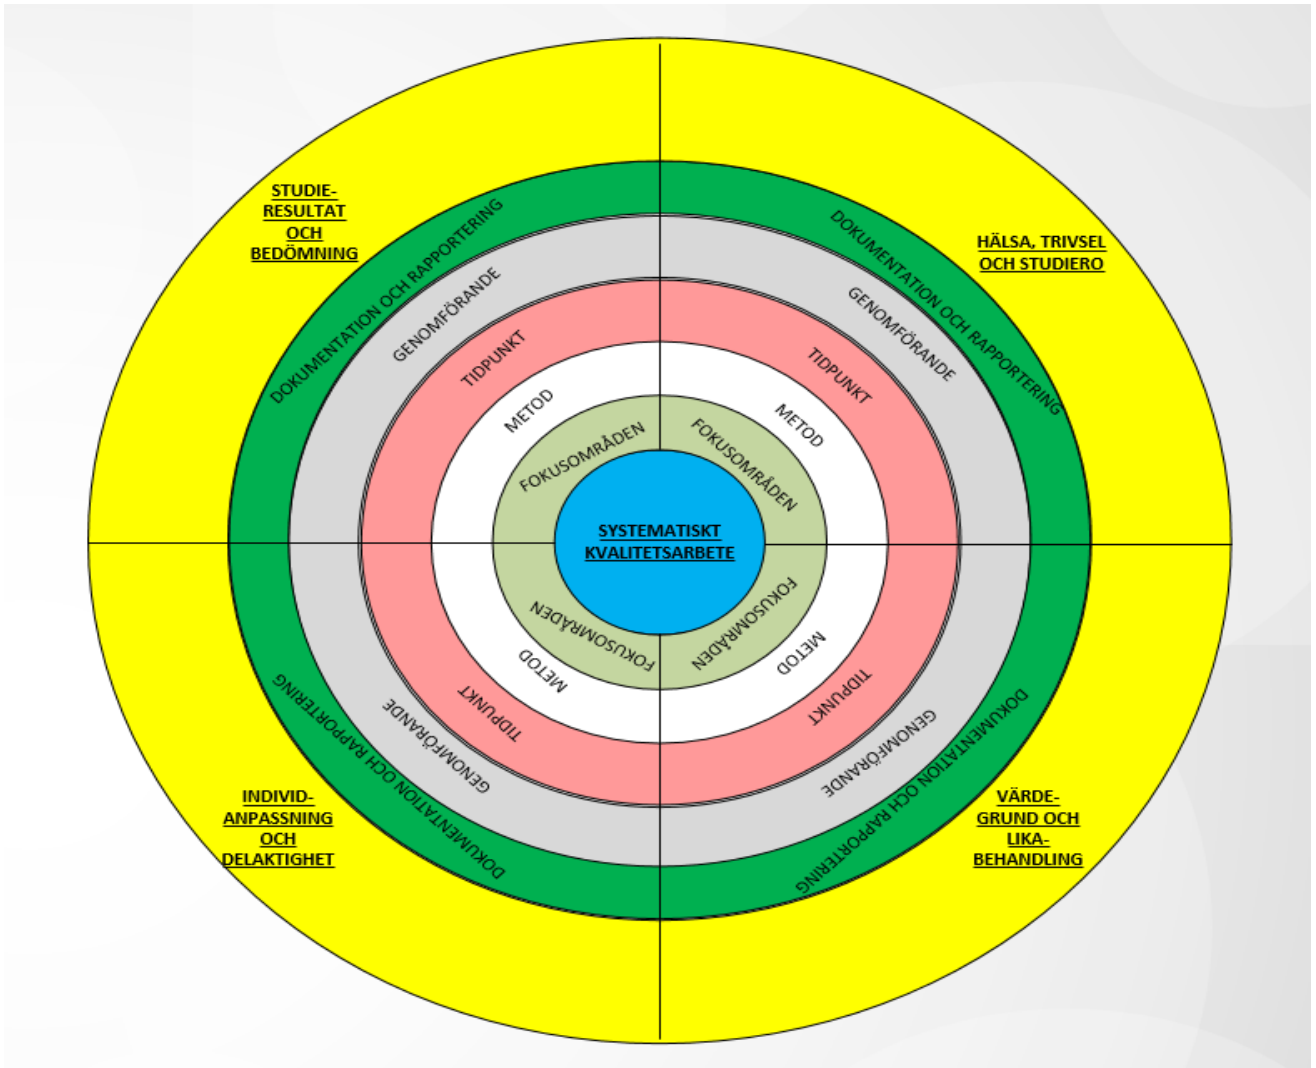 STUDIE-
RESULTAT
OCH
BEDÖMNING
DOKUMENTATION OCH RAPPORTERING
GENOMFÖRANDE
TIDPUNKT
METOD
FOKUSOMRÅDEN
HÄLSA, TRIVSEL
OCH STUDIERO
DOKUMENTATION OCH RAPPORTERING
GENOMFÖRANDE
TIDPUNKT
METOD
FOKUSOMRÅDEN
SYSTEMATISKT
KVALITETSARBETE
FOKUSOMRÅDEN
METOD
TIDPUNKT
GENOMFÖRANDE
DOKUMENTATION OCH RAPPORTERING
INDIVID-
ANPASSNING
OCH
DELAKTIGHET
FOKUSOMRÅDEN
METOD
TIDPUNKT
GENOMFÖRANDE
DOKUMENTATION OCH RAPPORTERING
VÄRDE-
GRUND OCH
LIKA-
BEHANDLING